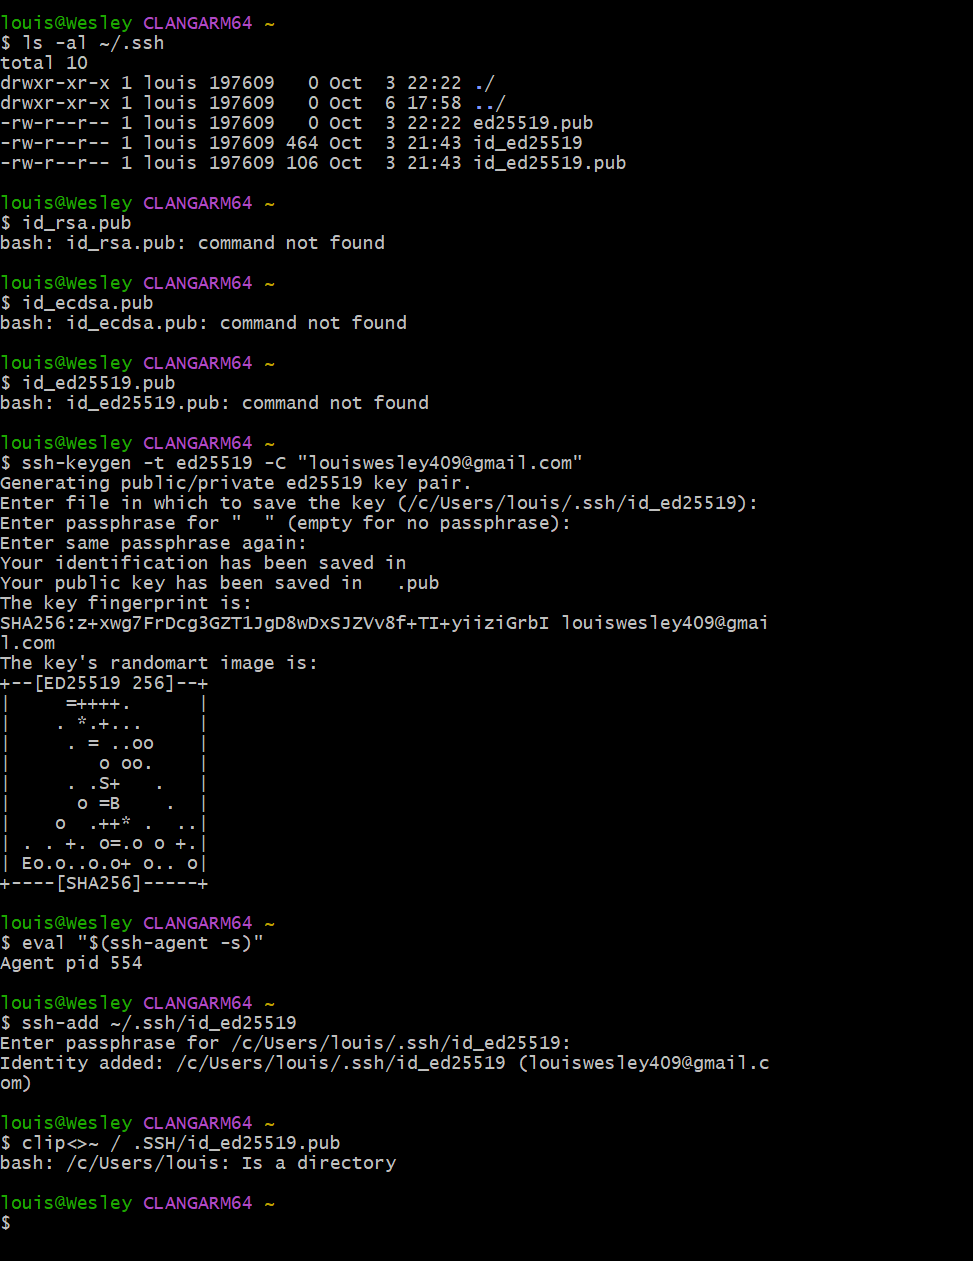 louis@Wesley CLANGARM64 ~
$ ls -al ~/.ssh
total 10
drwxr-xr-x 1 louis 197609   0 Oct  3 22:22 ./
drwxr-xr-x 1 louis 197609   0 Oct  6 17:58 ../
-rw-r--r-- 1 louis 197609   0 Oct  3 22:22 ed25519.pub
-rw-r--r-- 1 louis 197609 464 Oct  3 21:43 id_ed25519
-rw-r--r-- 1 louis 197609 106 Oct  3 21:43 id_ed25519.pub

louis@Wesley CLANGARM64 ~
$ id_rsa.pub
bash: id_rsa.pub: command not found

louis@Wesley CLANGARM64 ~
$ id_ecdsa.pub
bash: id_ecdsa.pub: command not found

louis@Wesley CLANGARM64 ~
$ id_ed25519.pub
bash: id_ed25519.pub: command not found

louis@Wesley CLANGARM64 ~
$ ssh-keygen -t ed25519 -C "louiswesley409@gmail.com"
Generating public/private ed25519 key pair.
Enter file in which to save the key (/c/Users/louis/.ssh/id_ed25519):
Enter passphrase for "  " (empty for no passphrase):
Enter same passphrase again:
Your identification has been saved in
Your public key has been saved in   .pub
The key fingerprint is:
SHA256:z+xwg7FrDcg3GZT1JgD8wDxSJZVv8f+TI+yiiziGrbI louiswesley409@gmai
l.com
The key's randomart image is:
+--[ED25519 256]--+
|     =++++.      |
|    . *.+...     |
|     . = ..oo    |
|        o oo.    |
|     . .S+   .   |
|      o =B    .  |
|    o  .++* .  ..|
| . . +. o=.o o +.|
| Eo.o..o.o+ o.. o|
+----[SHA256]-----+

louis@Wesley CLANGARM64 ~
$ eval "$(ssh-agent -s)"
Agent pid 554

louis@Wesley CLANGARM64 ~
$ ssh-add ~/.ssh/id_ed25519
Enter passphrase for /c/Users/louis/.ssh/id_ed25519:
Identity added: /c/Users/louis/.ssh/id_ed25519 (louiswesley409@gmail.c
om)

louis@Wesley CLANGARM64 ~
$ clip<>~ / .SSH/id_ed25519.pub
bash: /c/Users/louis: Is a directory

louis@Wesley CLANGARM64 ~
$